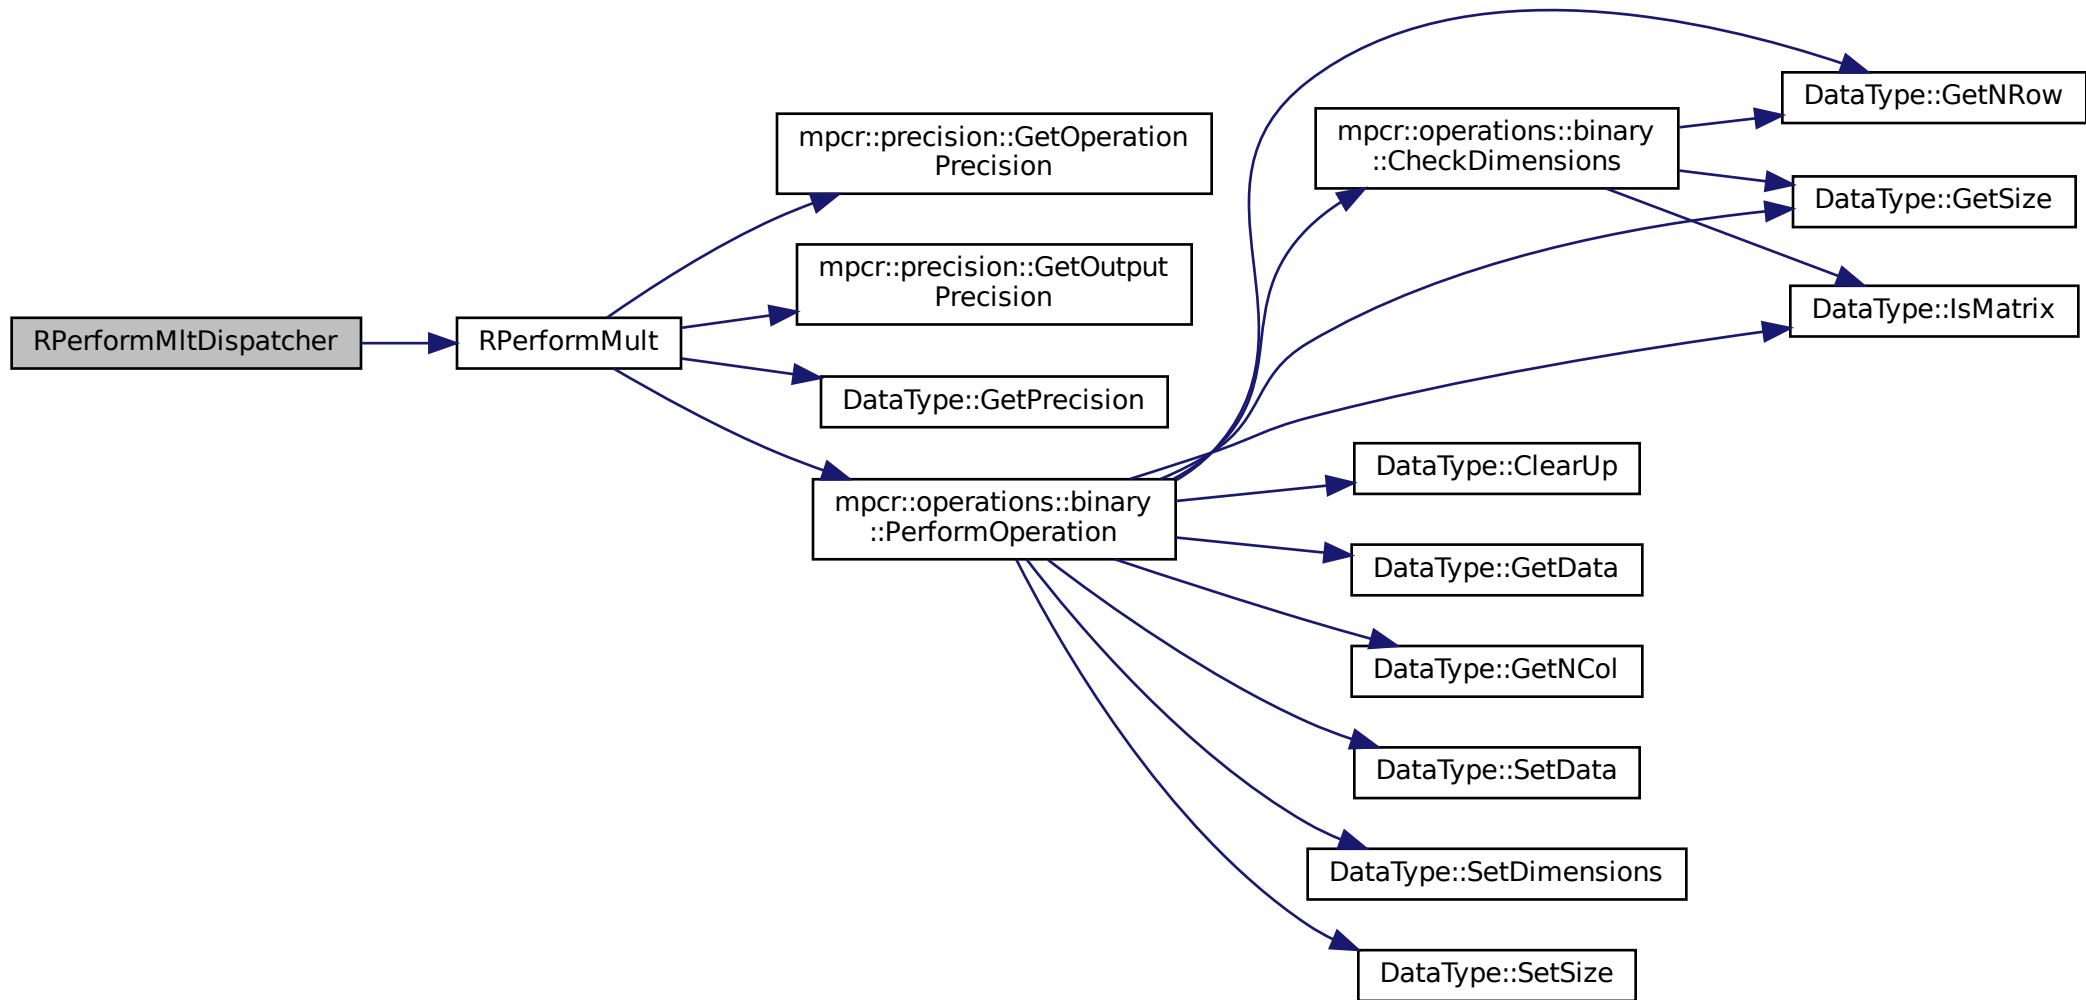 RPerformMltDispatcher
RPerformMult
mpcr::precision::GetOperation
Precision
mpcr::precision::GetOutput
Precision
DataType::GetPrecision
mpcr::operations::binary
::PerformOperation
mpcr::operations::binary
::CheckDimensions
DataType::GetNRow
DataType::GetSize
DataType::IsMatrix
DataType::ClearUp
DataType::GetData
DataType::GetNCol
DataType::SetData
DataType::SetDimensions
DataType::SetSize